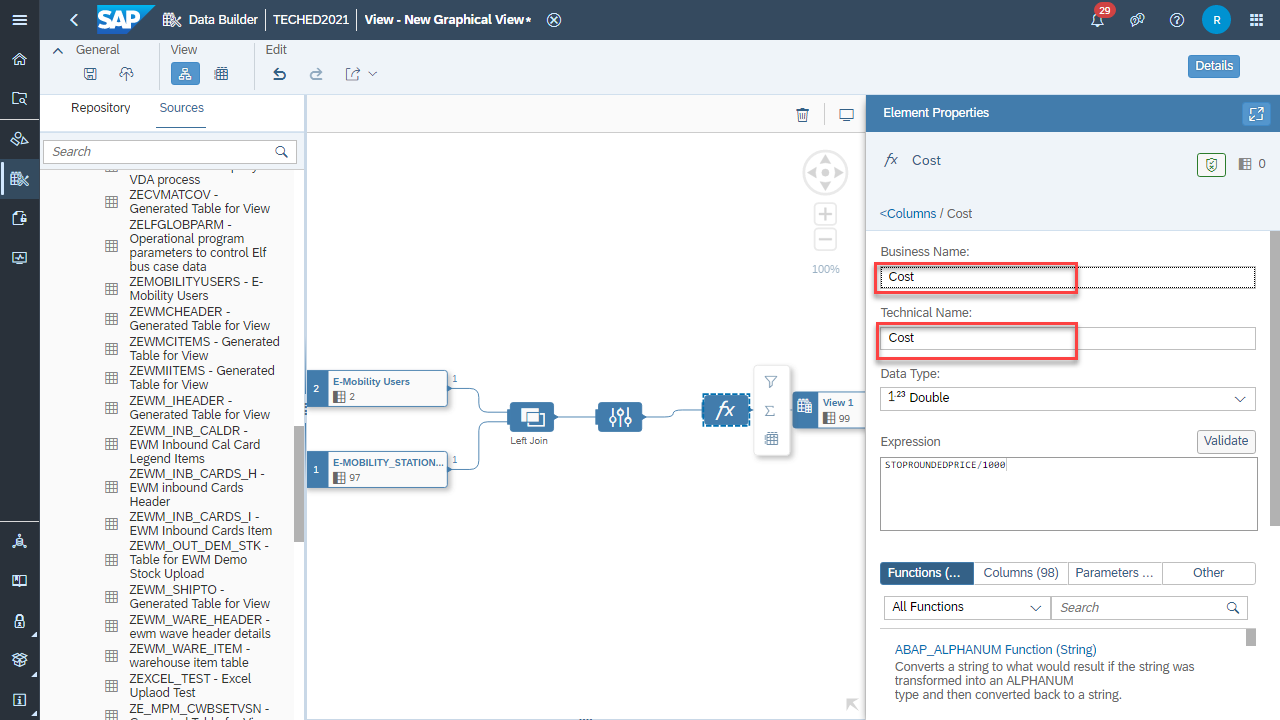 SAP
Data Builder
TECHED2021
View - New Graphical View*
29
R
General
View
Edit
Details
Repository
Sources
Search
VDA process
ZECVMATCOV -
Generated Table for View
ZELFGLOBPARM -
Operational program
parameters to control Elf
bus case data
ZEMOBILITYUSERS - E-
Mobility Users
ZEWMCHEADER -
Generated Table for View
ZEWMCITEMS - Generated
Table for View
ZEWMIITEMS - Generated
Table for View
ZEWM_IHEADER -
Generated Table for View
ZEWM_INB_CALDR -
EWM Inbound Cal Card
Legend Items
ZEWM_INB_CARDS_H -
EWM inbound Cards
Header
ZEWM_INB_CARDS_I -
EWM Inbound Cards Item
ZEWM_OUT_DEM_STK -
Table for EWM Demo
Stock Upload
ZEWM_SHIPTO -
Generated Table for View
ZEWM_WARE_HEADER -
ewm wave header details
ZEWM_WARE_ITEM -
warehouse item table
ZEXCEL_TEST - Excel
Uplaod Test
ZE_MPM_CWBSETVSN -
100%
2
E-Mobility Users
2
1
1
E-MOBILITY_STATION...
97
1
Left Join
fx
View 1
99
Element Properties
fx Cost
0
<Columns / Cost
Business Name:
Cost
Technical Name:
Cost
Data Type:
1.23 Double
Expression
Validate
STOPROUNDEDPRICE/1000
Functions (...
Columns (98)
Parameters ...
Other
All Functions
Search
ABAP_ALPHANUM Function (String)
Converts a string to what would result if the string was
transformed into an ALPHANUM
type and then converted back to a string.